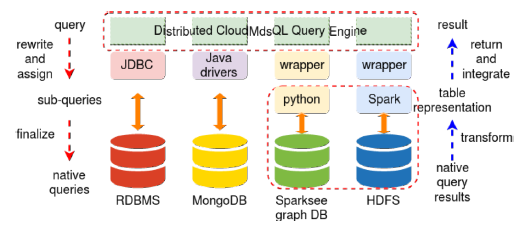 query
Distributed CloudMdsQL Query Engine
result
rewrite
and
assign
JDBC
Java
drivers
wrapper
wrapper
return
and
integrate
sub-queries
python
Spark
table
representation
finalize
transform
native
queries
native
query
results
RDBMS
MongoDB
Sparksee
graph DB
HDFS